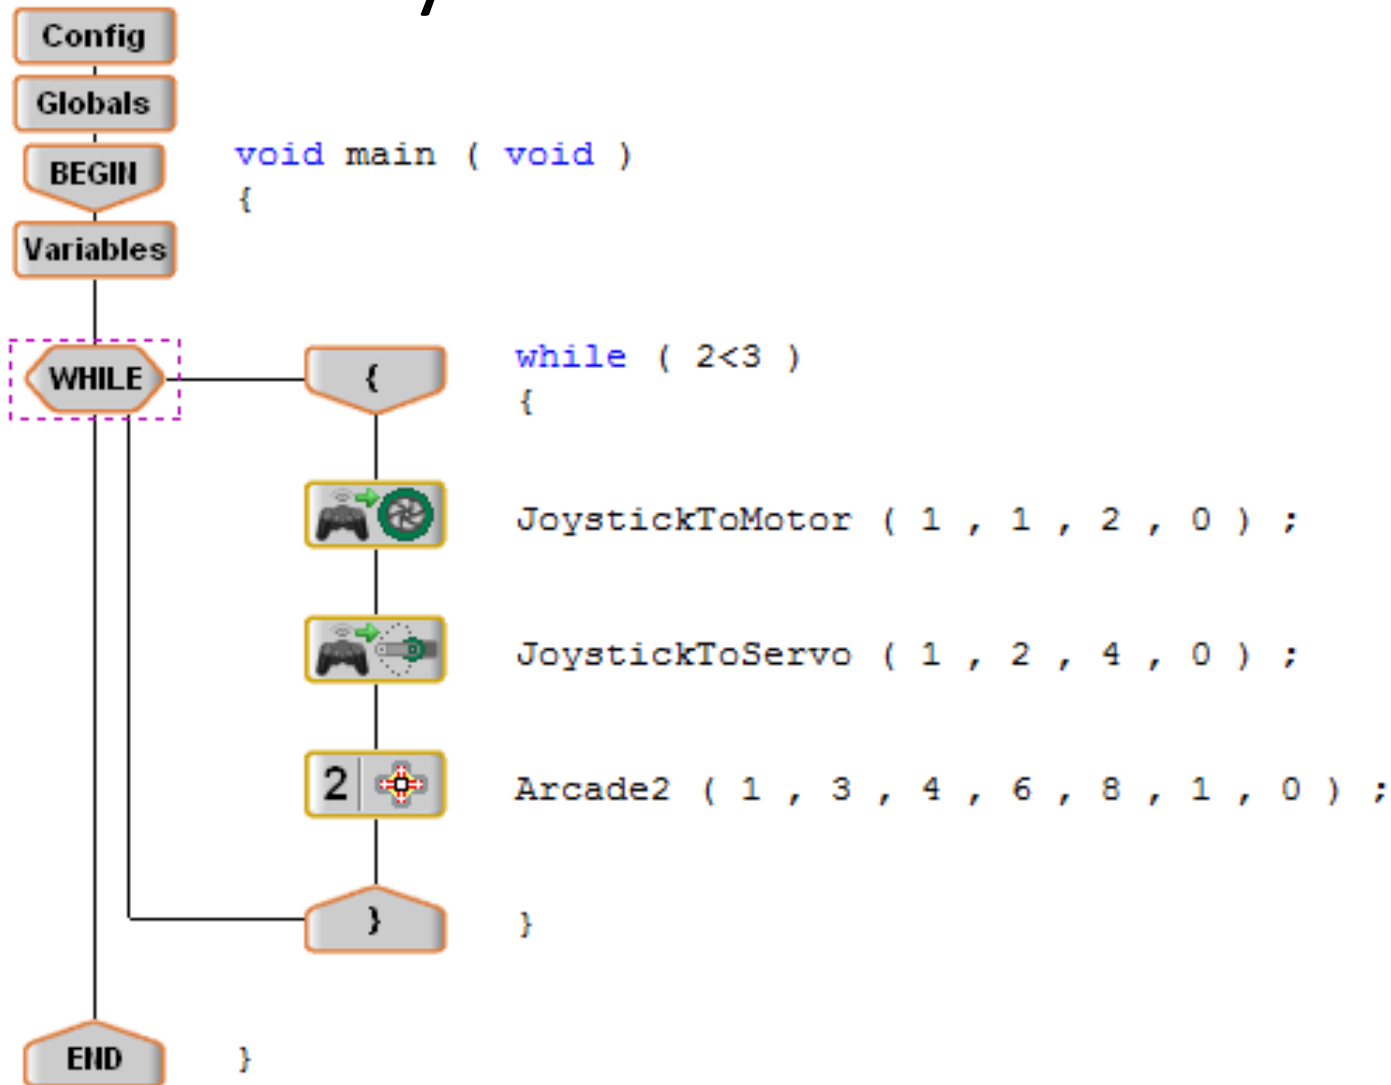 Config
Globals
BEGIN void main ( void )
{
Variables
WHILE { while ( 2<3 )
{
JoystickToMotor ( 1 , 1 , 2 , 0 ) ;
JoystickToServo ( 1 , 2 , 4 , 0 ) ;
2 Arcade2 ( 1 , 3 , 4 , 6 , 8 , 1 , 0 ) ;
} }
END }